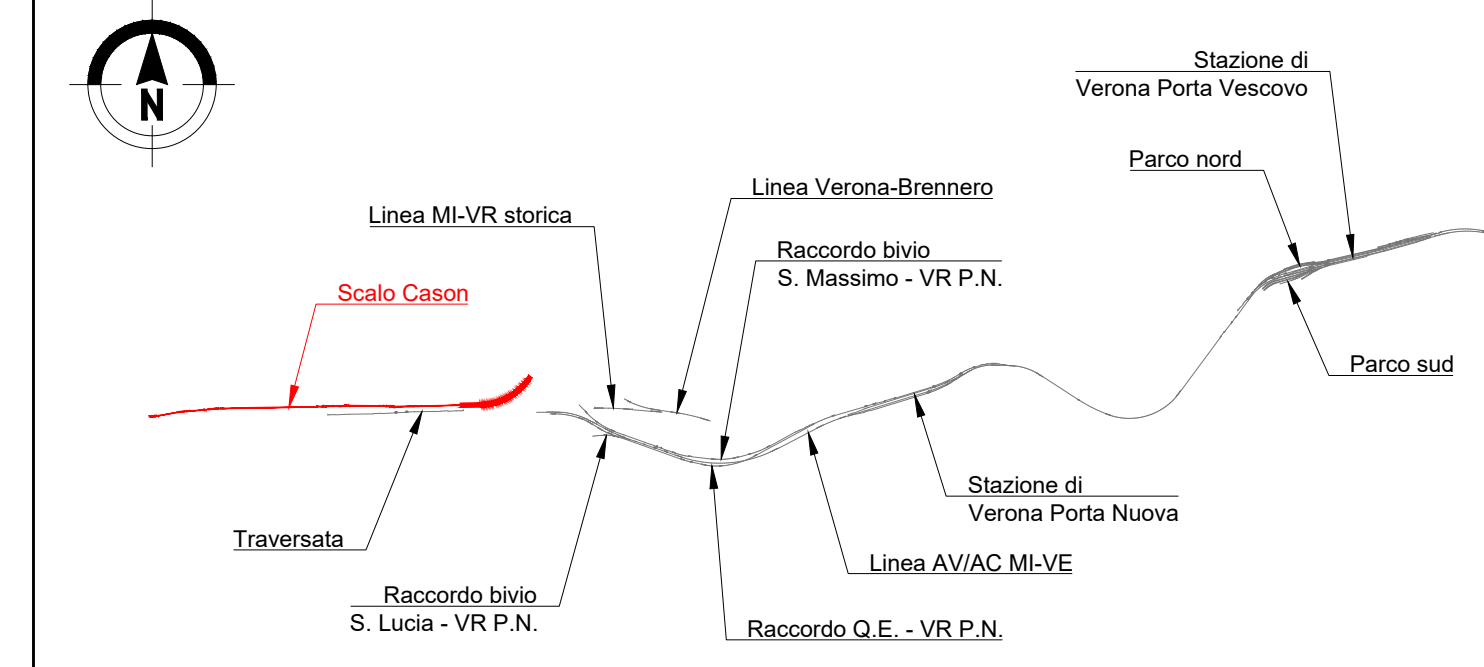 N
Stazione di
Verona Porta Vescovo
Parco nord
Linea Verona-Brennero
Linea MI-VR storica
Raccordo bivio
S. Massimo - VR P.N.
Scalo Cason
Parco sud
Stazione di
Verona Porta Nuova
Traversata
Linea AV/AC MI-VE
Raccordo bivio
S. Lucia - VR P.N.
Raccordo Q.E. - VR P.N.